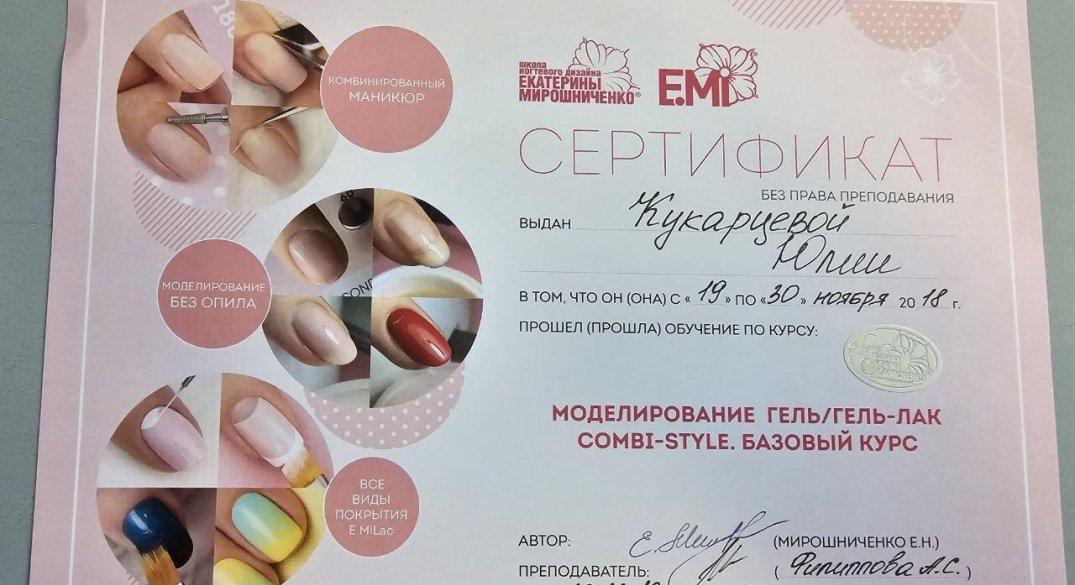 КОМБИНИРОВАННЫЙ
МАНИКЮР
МОДЕЛИРОВАНИЕ
БЕЗ ОПИЛА
ВСЕ
ВИДЫ
ПОКРЫТИЯ
E.MiLac
школа
ногтевого дизайна
ЕКАТЕРИНЫ
МИРОШНИЧЕНКО®
E.Mi®
СЕРТИФИКАТ
БЕЗ ПРАВА ПРЕПОДАВАНИЯ
ВЫДАН Кукарцевой
Юлии
В ТОМ, ЧТО ОН (ОНА) С «19» ПО «30» ноября 2018 г.
ПРОШЕЛ (ПРОШЛА) ОБУЧЕНИЕ ПО КУРСУ:
МОДЕЛИРОВАНИЕ ГЕЛЬ/ГЕЛЬ-ЛАК
COMBI-STYLE. БАЗОВЫЙ КУРС
АВТОР: (МИРОШНИЧЕНКО Е.Н.)
ПРЕПОДАВАТЕЛЬ: (Филиппова А.С.)